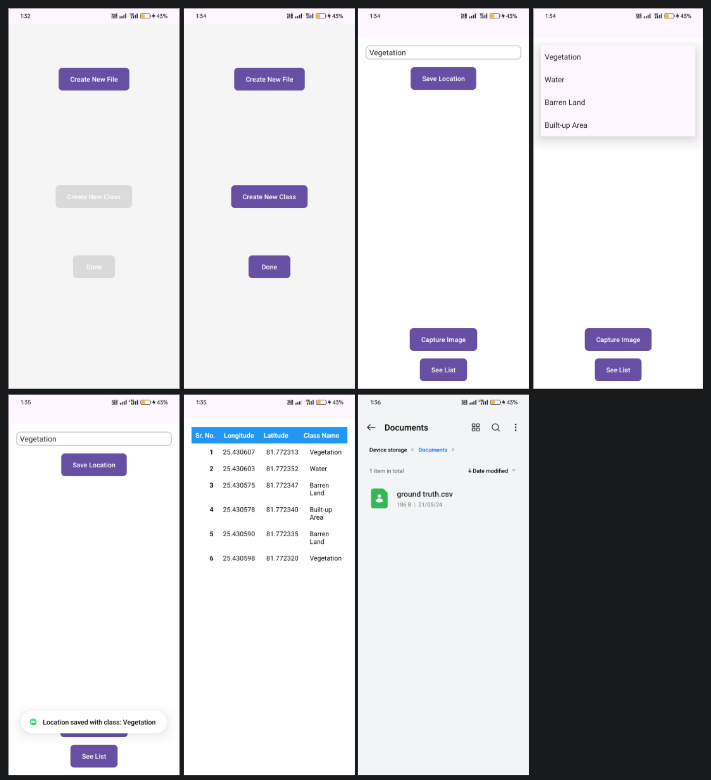 1:32
43%
Create New File
Create New Class
Done
1:34
43%
Create New File
Create New Class
Done
1:34
43%
Vegetation
Save Location
Capture Image
See List
1:34
43%
Vegetation
Water
Barren Land
Built-up Area
Capture Image
See List
1:35
43%
Vegetation
Save Location
Location saved with class: Vegetation
See List
1:35
43%
Sr. No. Longitude Latitude Class Name
1 25.430607 81.772313 Vegetation
2 25.430603 81.772352 Water
3 25.430575 81.772347 Barren
Land
4 25.430578 81.772340 Built-up
Area
5 25.430590 81.772335 Barren
Land
6 25.430598 81.772320 Vegetation
1:36
43%
Documents
Device storage Documents
1 item in total Date modified
ground truth.csv
186 B 21/05/24